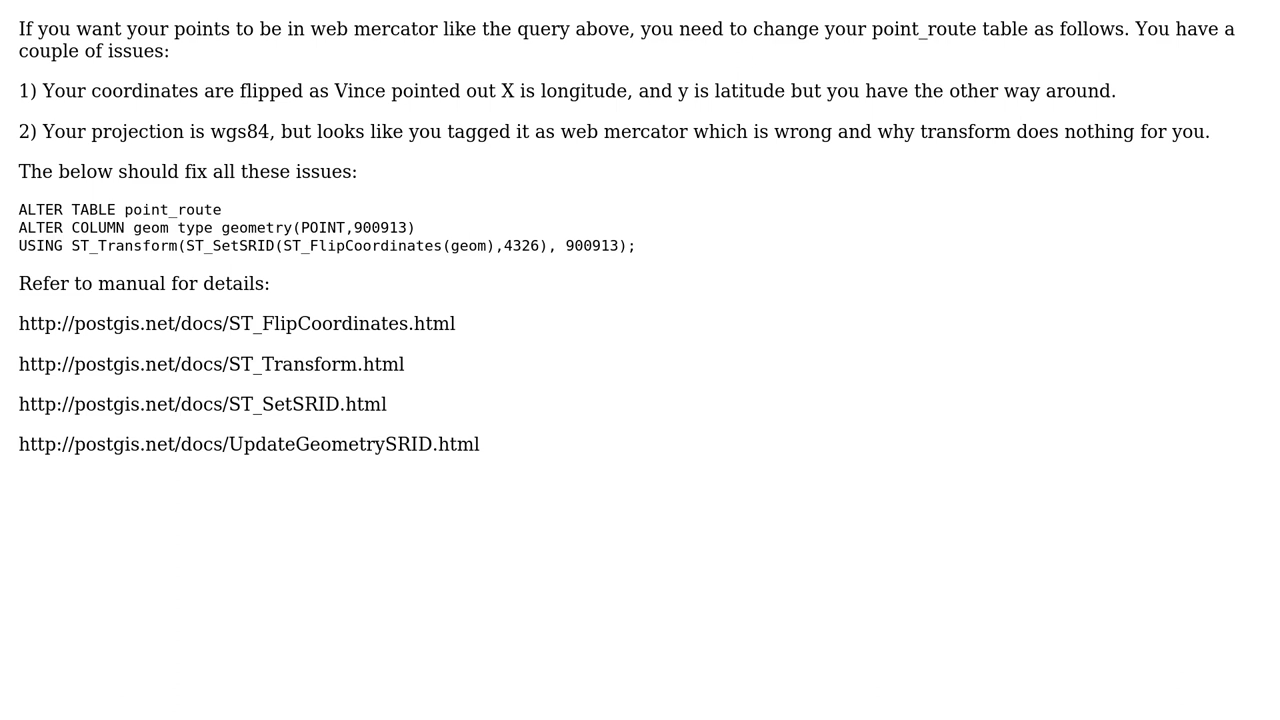 If you want your points to be in web mercator like the query above, you need to change your point_route table as follows. You have a
couple of issues:
1) Your coordinates are flipped as Vince pointed out X is longitude, and y is latitude but you have the other way around.
2) Your projection is wgs84, but looks like you tagged it as web mercator which is wrong and why transform does nothing for you.
The below should fix all these issues:
ALTER TABLE point_route
ALTER COLUMN geom type geometry(POINT,900913)
USING ST_Transform(ST_SetSRID(ST_FlipCoordinates(geom),4326), 900913);
Refer to manual for details:
http://postgis.net/docs/ST_FlipCoordinates.html
http://postgis.net/docs/ST_Transform.html
http://postgis.net/docs/ST_SetSRID.html
http://postgis.net/docs/UpdateGeometrySRID.html